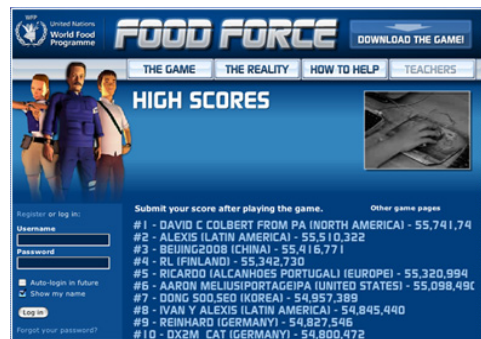 WFP
United Nations
World Food
Programme
FOOD FORCE
DOWNLOAD THE GAME!
THE GAME
THE REALITY
HOW TO HELP
TEACHERS
HIGH SCORES
Register or log in:
Username
Password
Auto-login in future
Show my name
Log in
Forgot your password?
Submit your score after playing the game.
Other game pages
#1 - DAVID C COLBERT FROM PA (NORTH AMERICA) - 55,741,74
#2 - ALEXIS (LATIN AMERICA) - 55,510,322
#3 - BEIJING2008 (CHINA) - 55,416,771
#4 - RL (FINLAND) - 55,342,730
#5 - RICARDO (ALCANHOES PORTUGAL) (EUROPE) - 55,320,994
#6 - AARON MELIUS(PORTAGE)PA (UNITED STATES) - 55,098,490
#7 - DONG SOO,SEO (KOREA) - 54,957,389
#8 - IVAN Y ALEXIS (LATIN AMERICA) - 54,845,440
#9 - REINHARD (GERMANY) - 54,827,546
#10 - DX2M_CAT (GERMANY) - 54,800,472